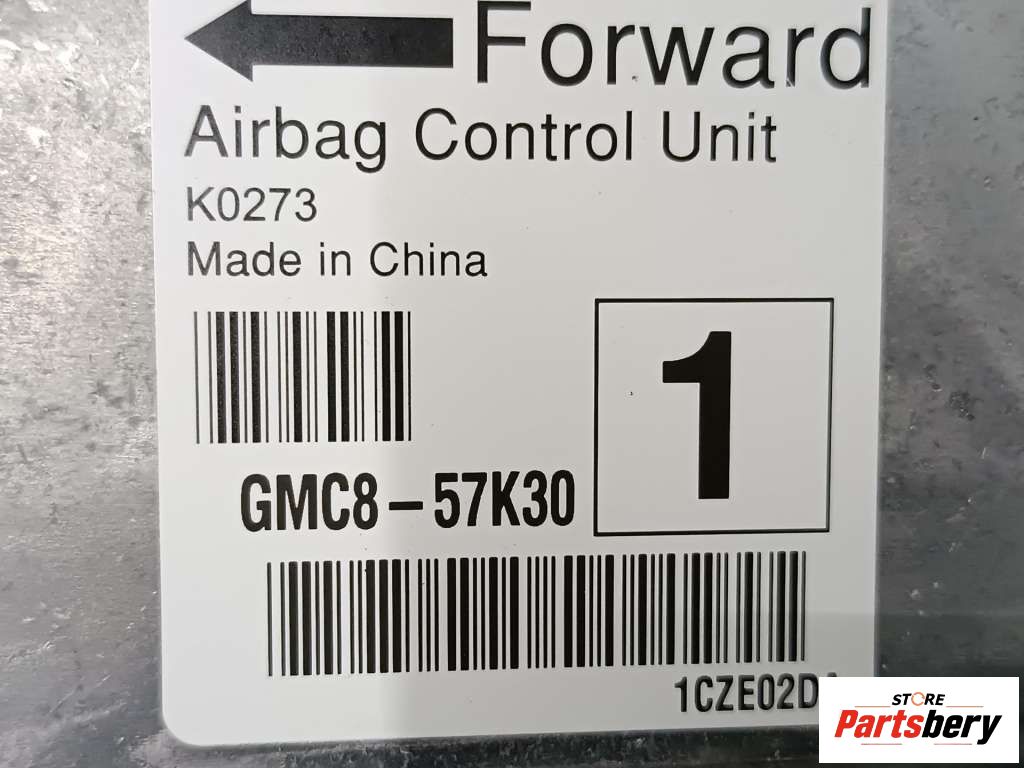 Forward
Airbag Control Unit
K0273
Made in China
1
GMC8-57K30
STORE
Partsbery